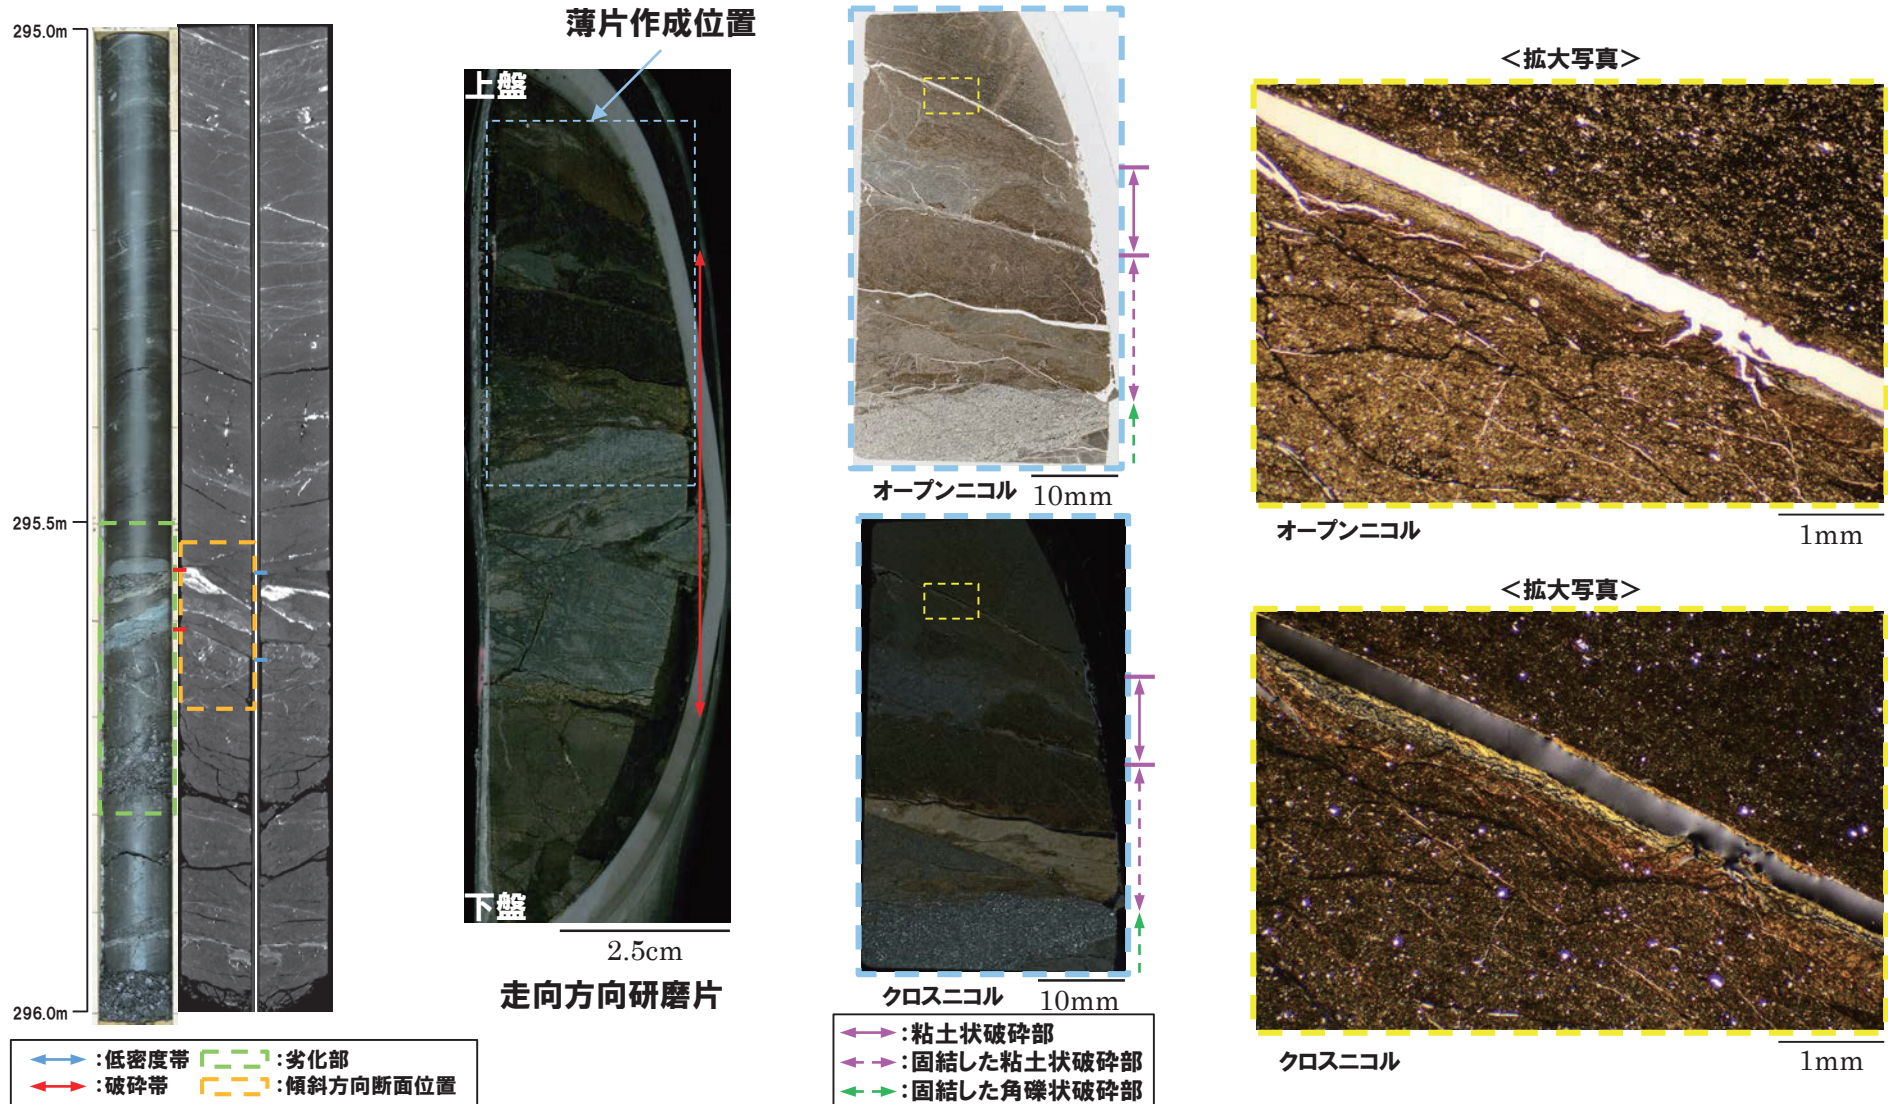 295.0m
295.5m
296.0m
:低密度帯
:劣化部
:破砕帯
:傾斜方向断面位置
薄片作成位置
上盤
下盤
2.5cm
走向方向研磨片
オープンニコル
10mm
クロスニコル
10mm
:粘土状破砕部
:固結した粘土状破砕部
:固結した角礫状破砕部
<拡大写真>
オープンニコル
1mm
<拡大写真>
クロスニコル
1mm